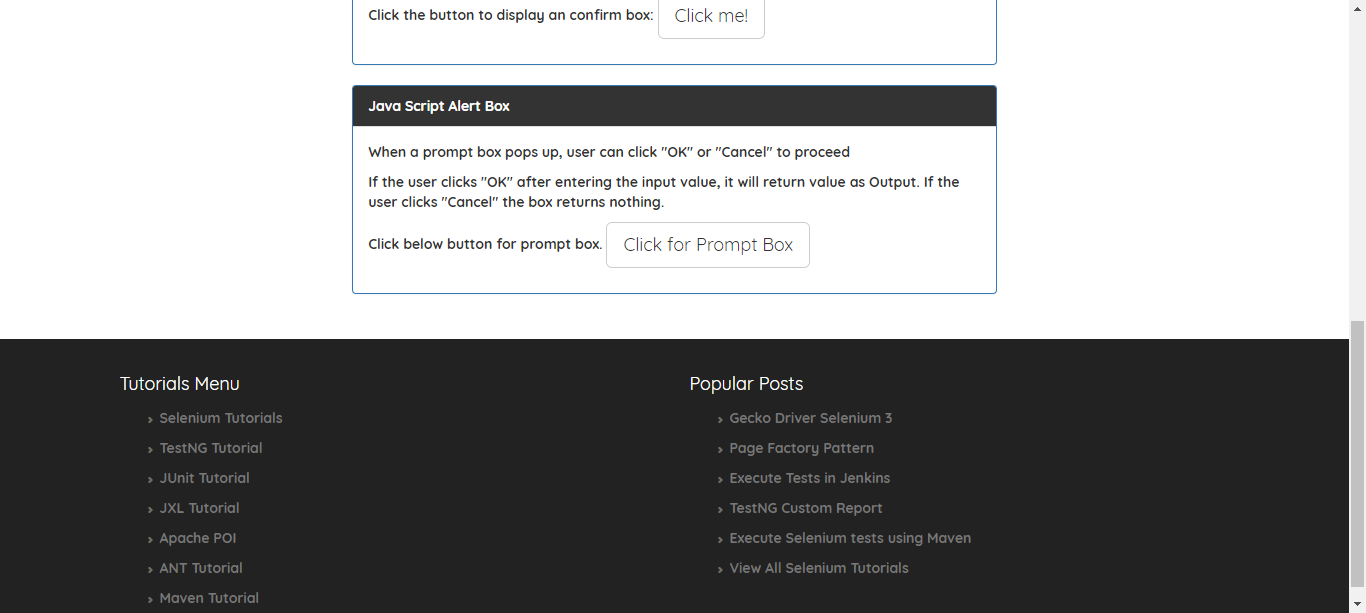 Click the button to display an confirm box: Click me!
Java Script Alert Box
When a prompt box pops up, user can click "OK" or "Cancel" to proceed
If the user clicks "OK" after entering the input value, it will return value as Output. If the
user clicks "Cancel" the box returns nothing.
Click below button for prompt box. Click for Prompt Box
Tutorials Menu
› Selenium Tutorials
› TestNG Tutorial
› JUnit Tutorial
› JXL Tutorial
› Apache POI
› ANT Tutorial
› Maven Tutorial
Popular Posts
› Gecko Driver Selenium 3
› Page Factory Pattern
› Execute Tests in Jenkins
› TestNG Custom Report
› Execute Selenium tests using Maven
› View All Selenium Tutorials